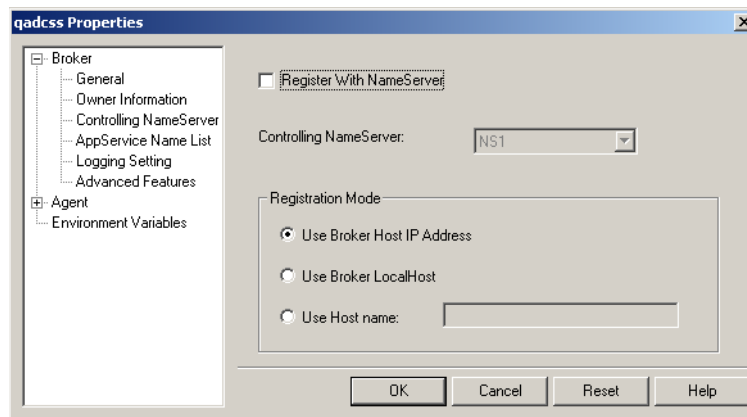 qadcss Properties
Broker
General
Owner Information
Controlling NameServer
AppService Name List
Logging Setting
Advanced Features
Agent
Environment Variables
Register With NameServer
Controlling NameServer: NS1
Registration Mode
Use Broker Host IP Address
Use Broker LocalHost
Use Host name:
OK Cancel Reset Help